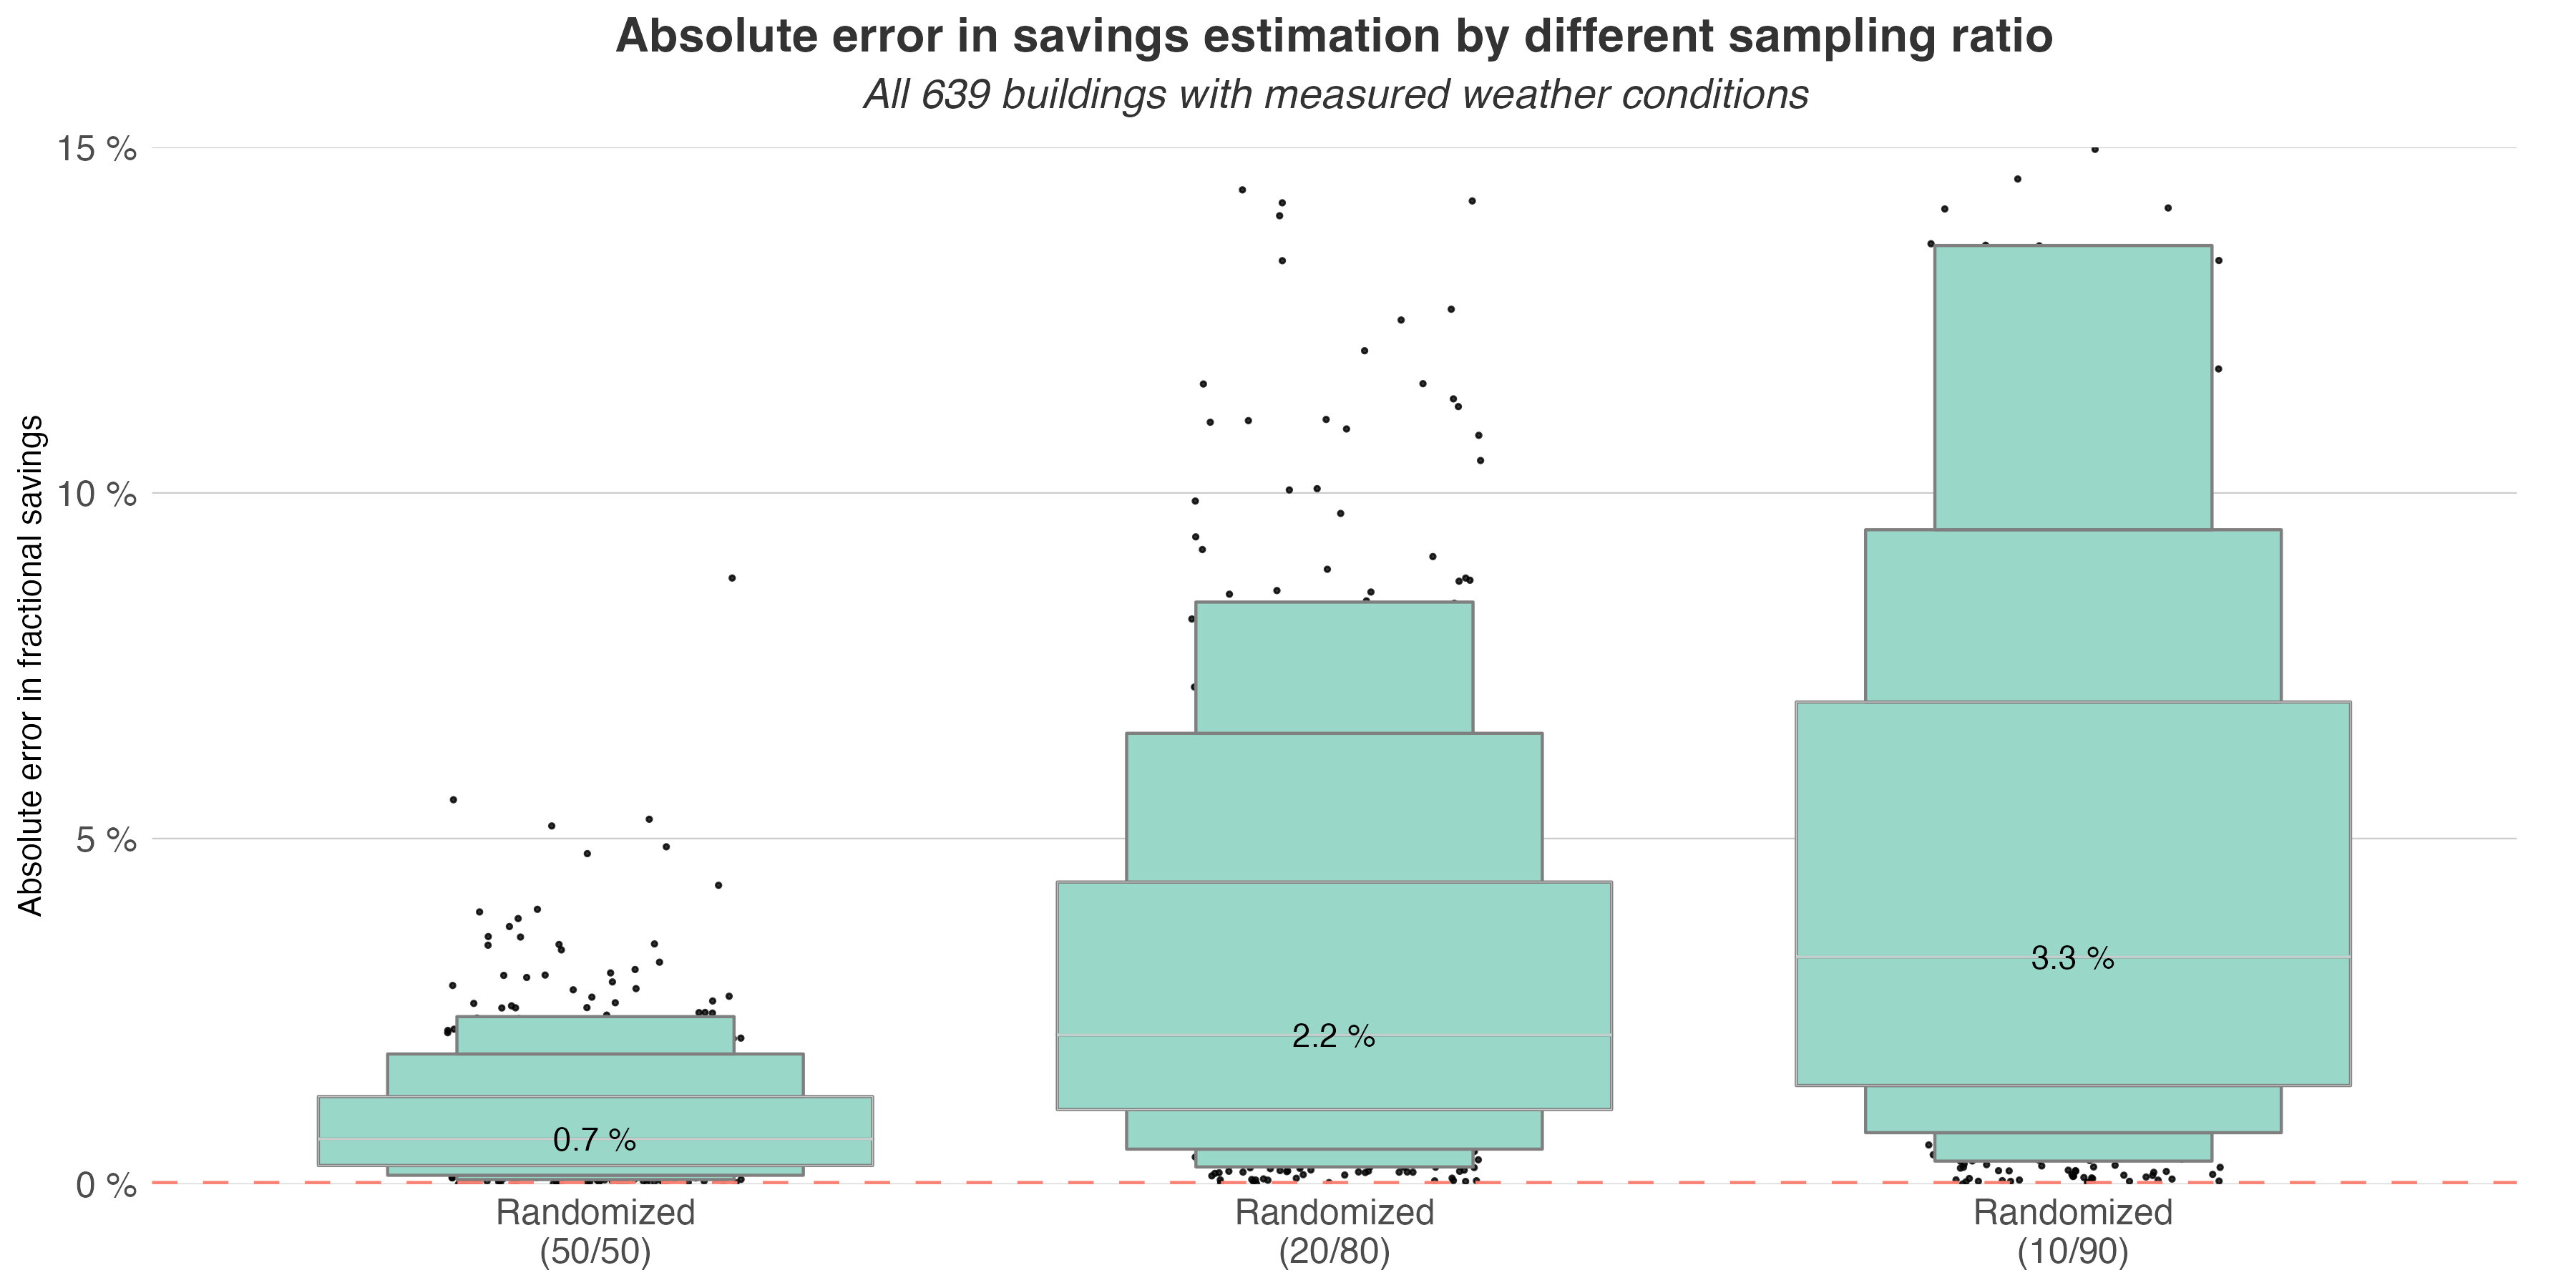 Absolute error in savings estimation by different sampling ratio
All 639 buildings with measured weather conditions
Absolute error in fractional savings
15 %
10 %
5 %
0 %
0.7 %
2.2 %
3.3 %
Randomized
(50/50)
Randomized
(20/80)
Randomized
(10/90)